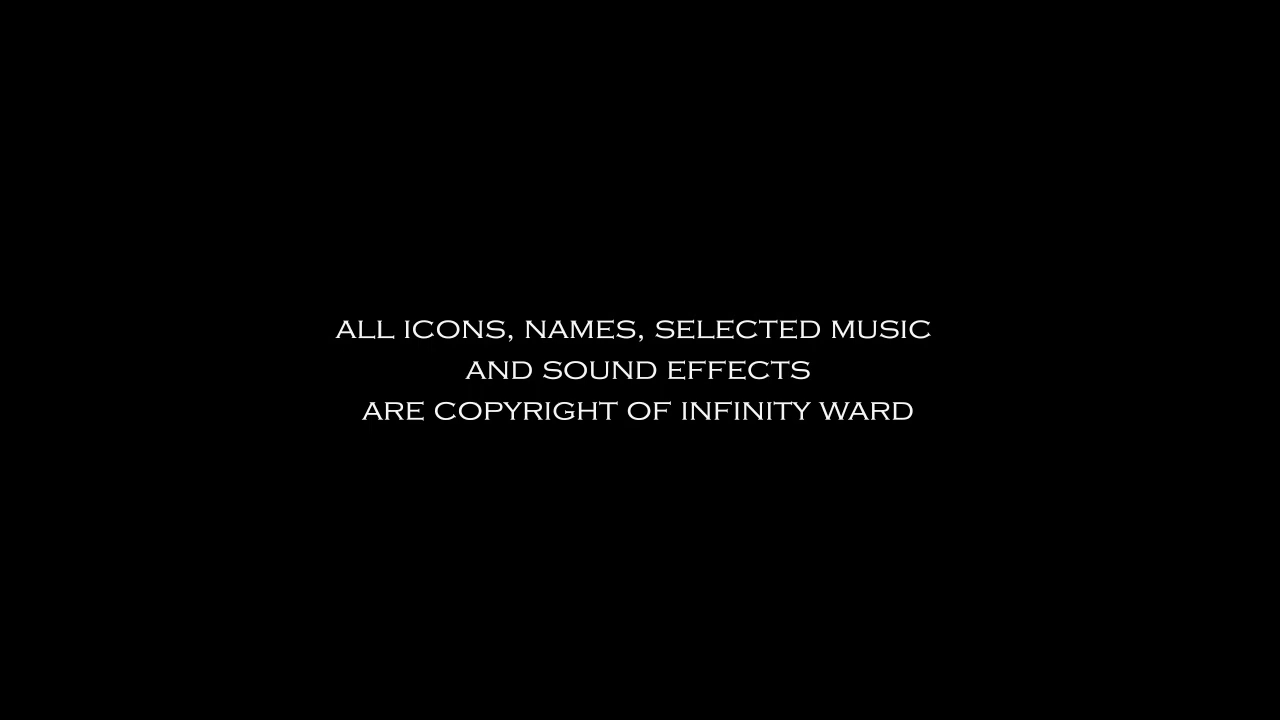 ALL ICONS, NAMES, SELECTED MUSIC
AND SOUND EFFECTS
ARE COPYRIGHT OF INFINITY WARD